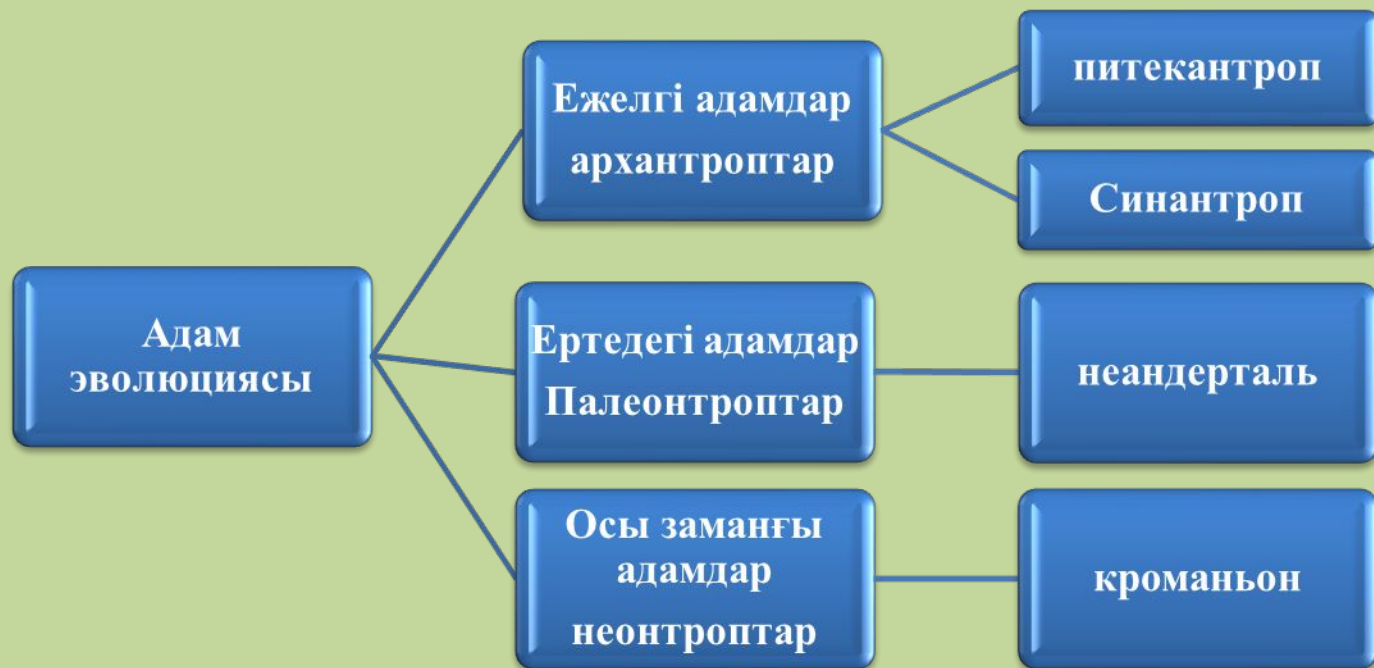 Адам
эволюциясы
Ежелгі адамдар
архантроптар
питекантроп
Синантроп
Ертедегі адамдар
Палеонтроптар
неандерталь
Осы заманғы
адамдар
неонтроптар
кроманьон